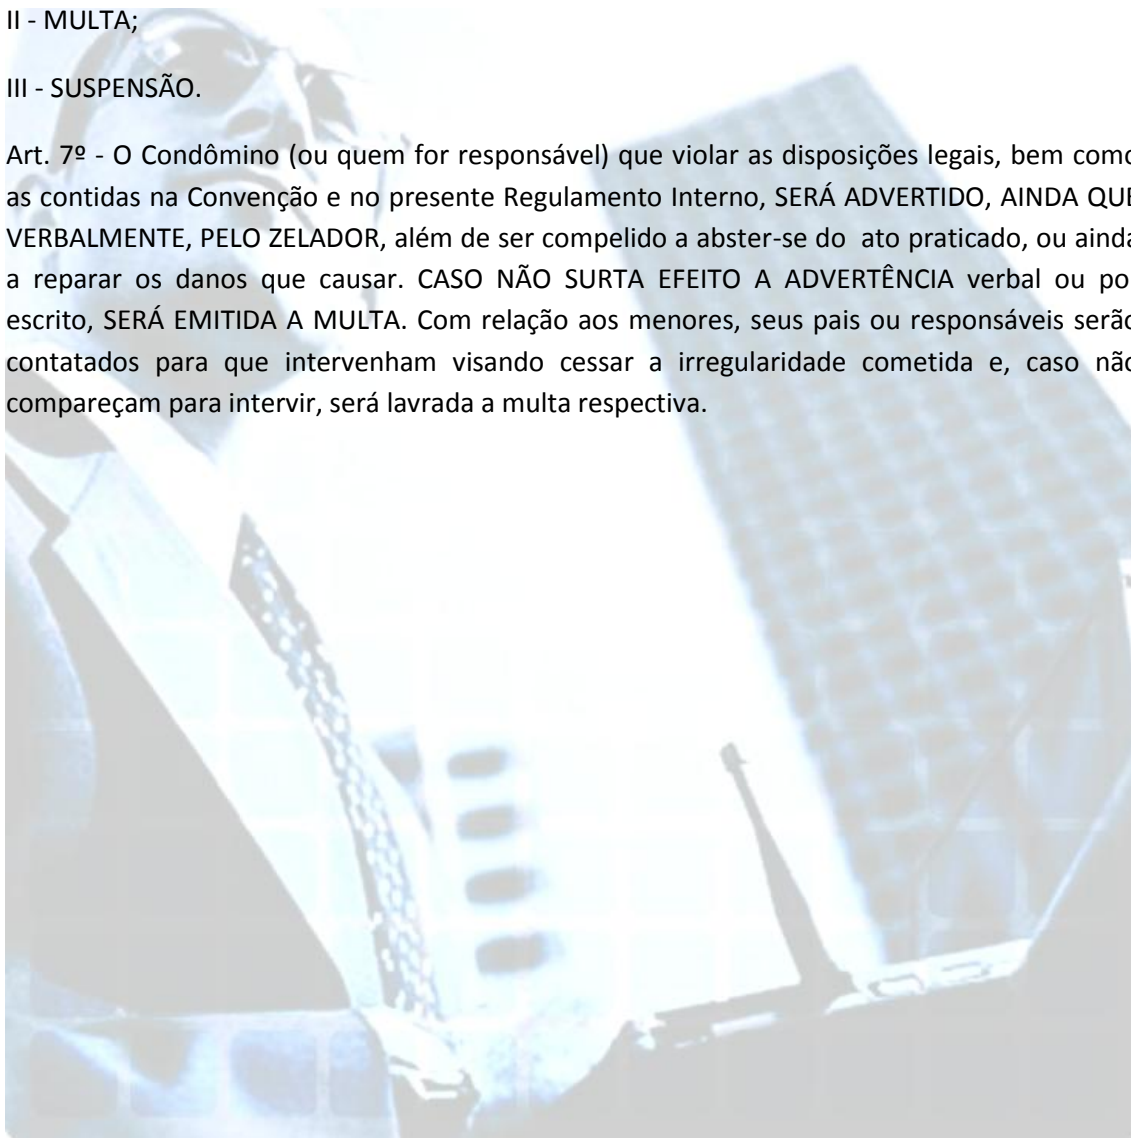 II - MULTA;
III - SUSPENSÃO.
Art. 7º - O Condômino (ou quem for responsável) que violar as disposições legais, bem como
as contidas na Convenção e no presente Regulamento Interno, SERÁ ADVERTIDO, AINDA QUE
VERBALMENTE, PELO ZELADOR, além de ser compelido a abster-se do ato praticado, ou ainda
a reparar os danos que causar. CASO NÃO SURTA EFEITO A ADVERTÊNCIA verbal ou po
escrito, SERÁ EMITIDA A MULTA. Com relação aos menores, seus pais ou responsáveis serão
contatados para que intervenham visando cessar a irregularidade cometida e, caso não
compareçam para intervir, será lavrada a multa respectiva.